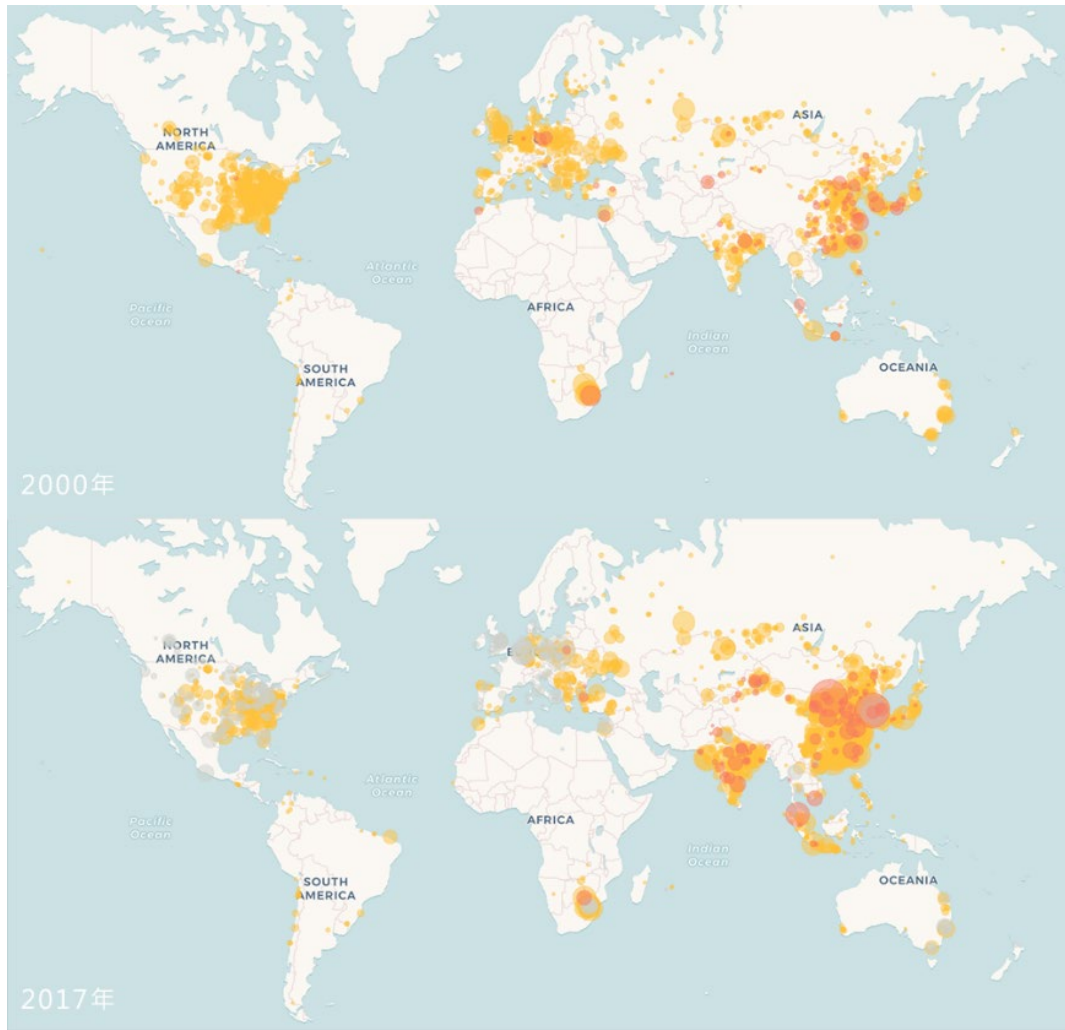 NORTH
AMERICA
E
ASIA
Atlantic
Ocean
Pacific
Ocean
AFRICA
Indian
Ocean
SOUTH
AMERICA
OCEANIA
2000年
NORTH
AMERICA
E
ASIA
Atlantic
Ocean
Pacific
Ocean
AFRICA
Indian
Ocean
SOUTH
AMERICA
OCEANIA
2017年